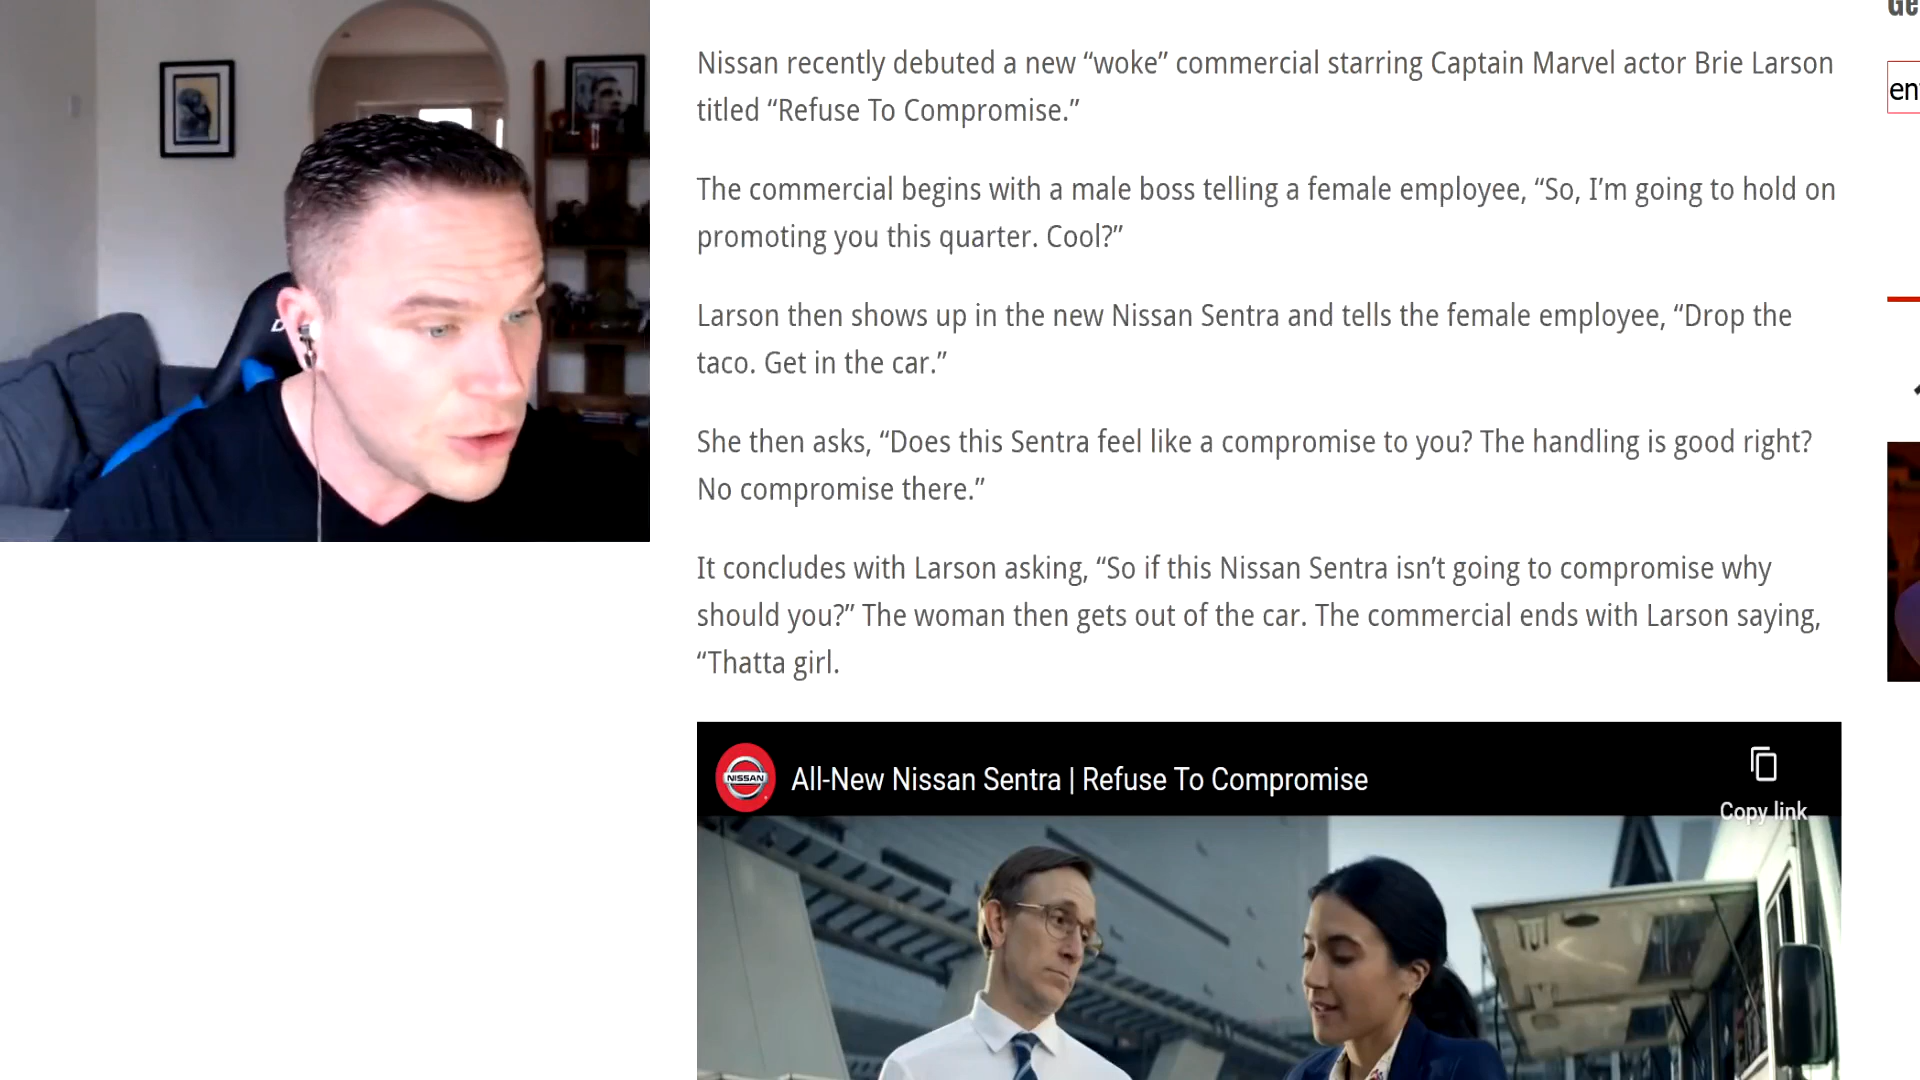 Nissan recently debuted a new “woke” commercial starring Captain Marvel actor Brie Larson
titled “Refuse To Compromise.”
The commercial begins with a male boss telling a female employee, “So, I’m going to hold on
promoting you this quarter. Cool?”
Larson then shows up in the new Nissan Sentra and tells the female employee, “Drop the
taco. Get in the car.”
She then asks, “Does this Sentra feel like a compromise to you? The handling is good right?
No compromise there.”
It concludes with Larson asking, “So if this Nissan Sentra isn’t going to compromise why
should you?” The woman then gets out of the car. The commercial ends with Larson saying,
“Thatta girl.
NISSAN
All-New Nissan Sentra | Refuse To Compromise
Copy link